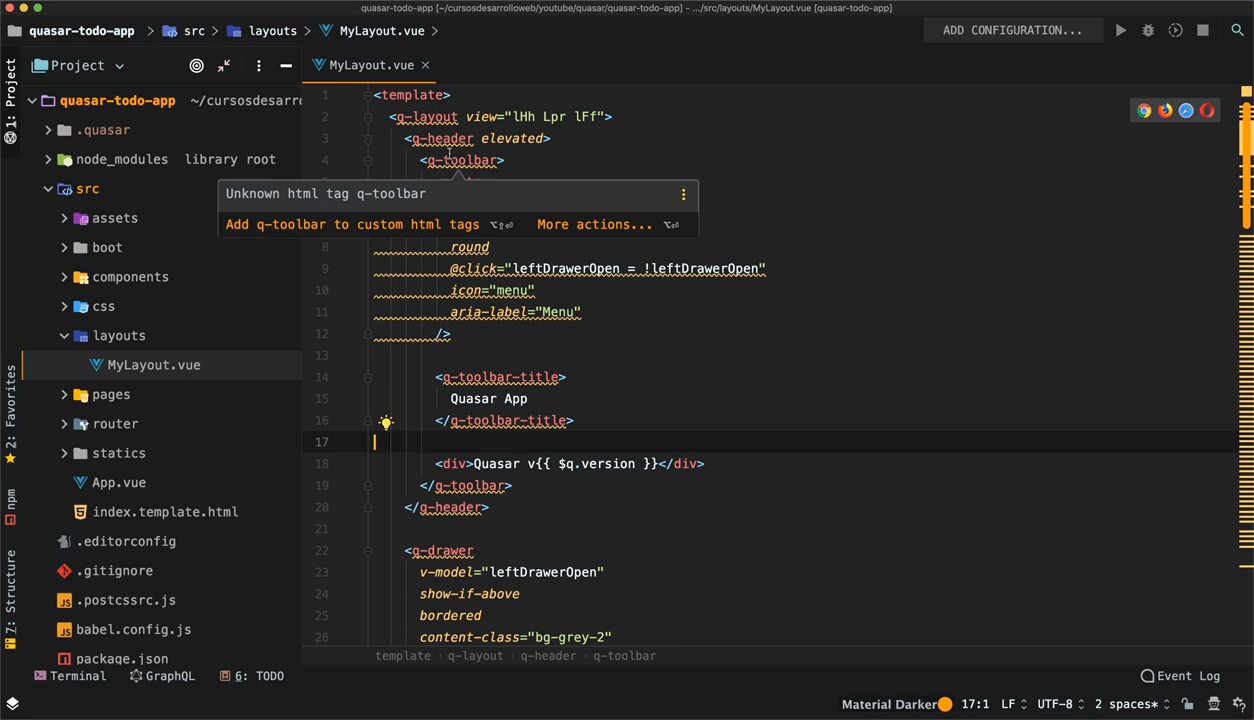 quasar-todo-app [~/cursosdesarrolloweb/youtube/quasar/quasar-todo-app] - .../src/layouts/MyLayout.vue [quasar-todo-app]
quasar-todo-app > src > layouts > MyLayout.vue >
ADD CONFIGURATION...
1: Project
Project
MyLayout.vue ×
quasar-todo-app ~/cursosdesarro
.quasar
node_modules library root
src
assets
boot
components
css
layouts
MyLayout.vue
pages
router
statics
App.vue
index.template.html
.editorconfig
.gitignore
.postcssrc.js
babel.config.js
package.json
2: Favorites
npm
7: Structure
1 <template>
2 <q-layout view="lHh Lpr lFf">
3 <q-header elevated>
4 <q-toolbar>
Unknown html tag q-toolbar
Add q-toolbar to custom html tags ⌥⇧⏎ More actions... ⌥⏎
8 round
9 @click="leftDrawerOpen = !leftDrawerOpen"
10 icon="menu"
11 aria-label="Menu"
12 />
13
14 <q-toolbar-title>
15 Quasar App
16 </q-toolbar-title>
17
18 <div>Quasar v{{ $q.version }}</div>
19 </q-toolbar>
20 </q-header>
21
22 <q-drawer
23 v-model="leftDrawerOpen"
24 show-if-above
25 bordered
26 content-class="bg-grey-2"
template › q-layout › q-header › q-toolbar
Terminal GraphQL 6: TODO Event Log
Material Darker 17:1 LF UTF-8 2 spaces*